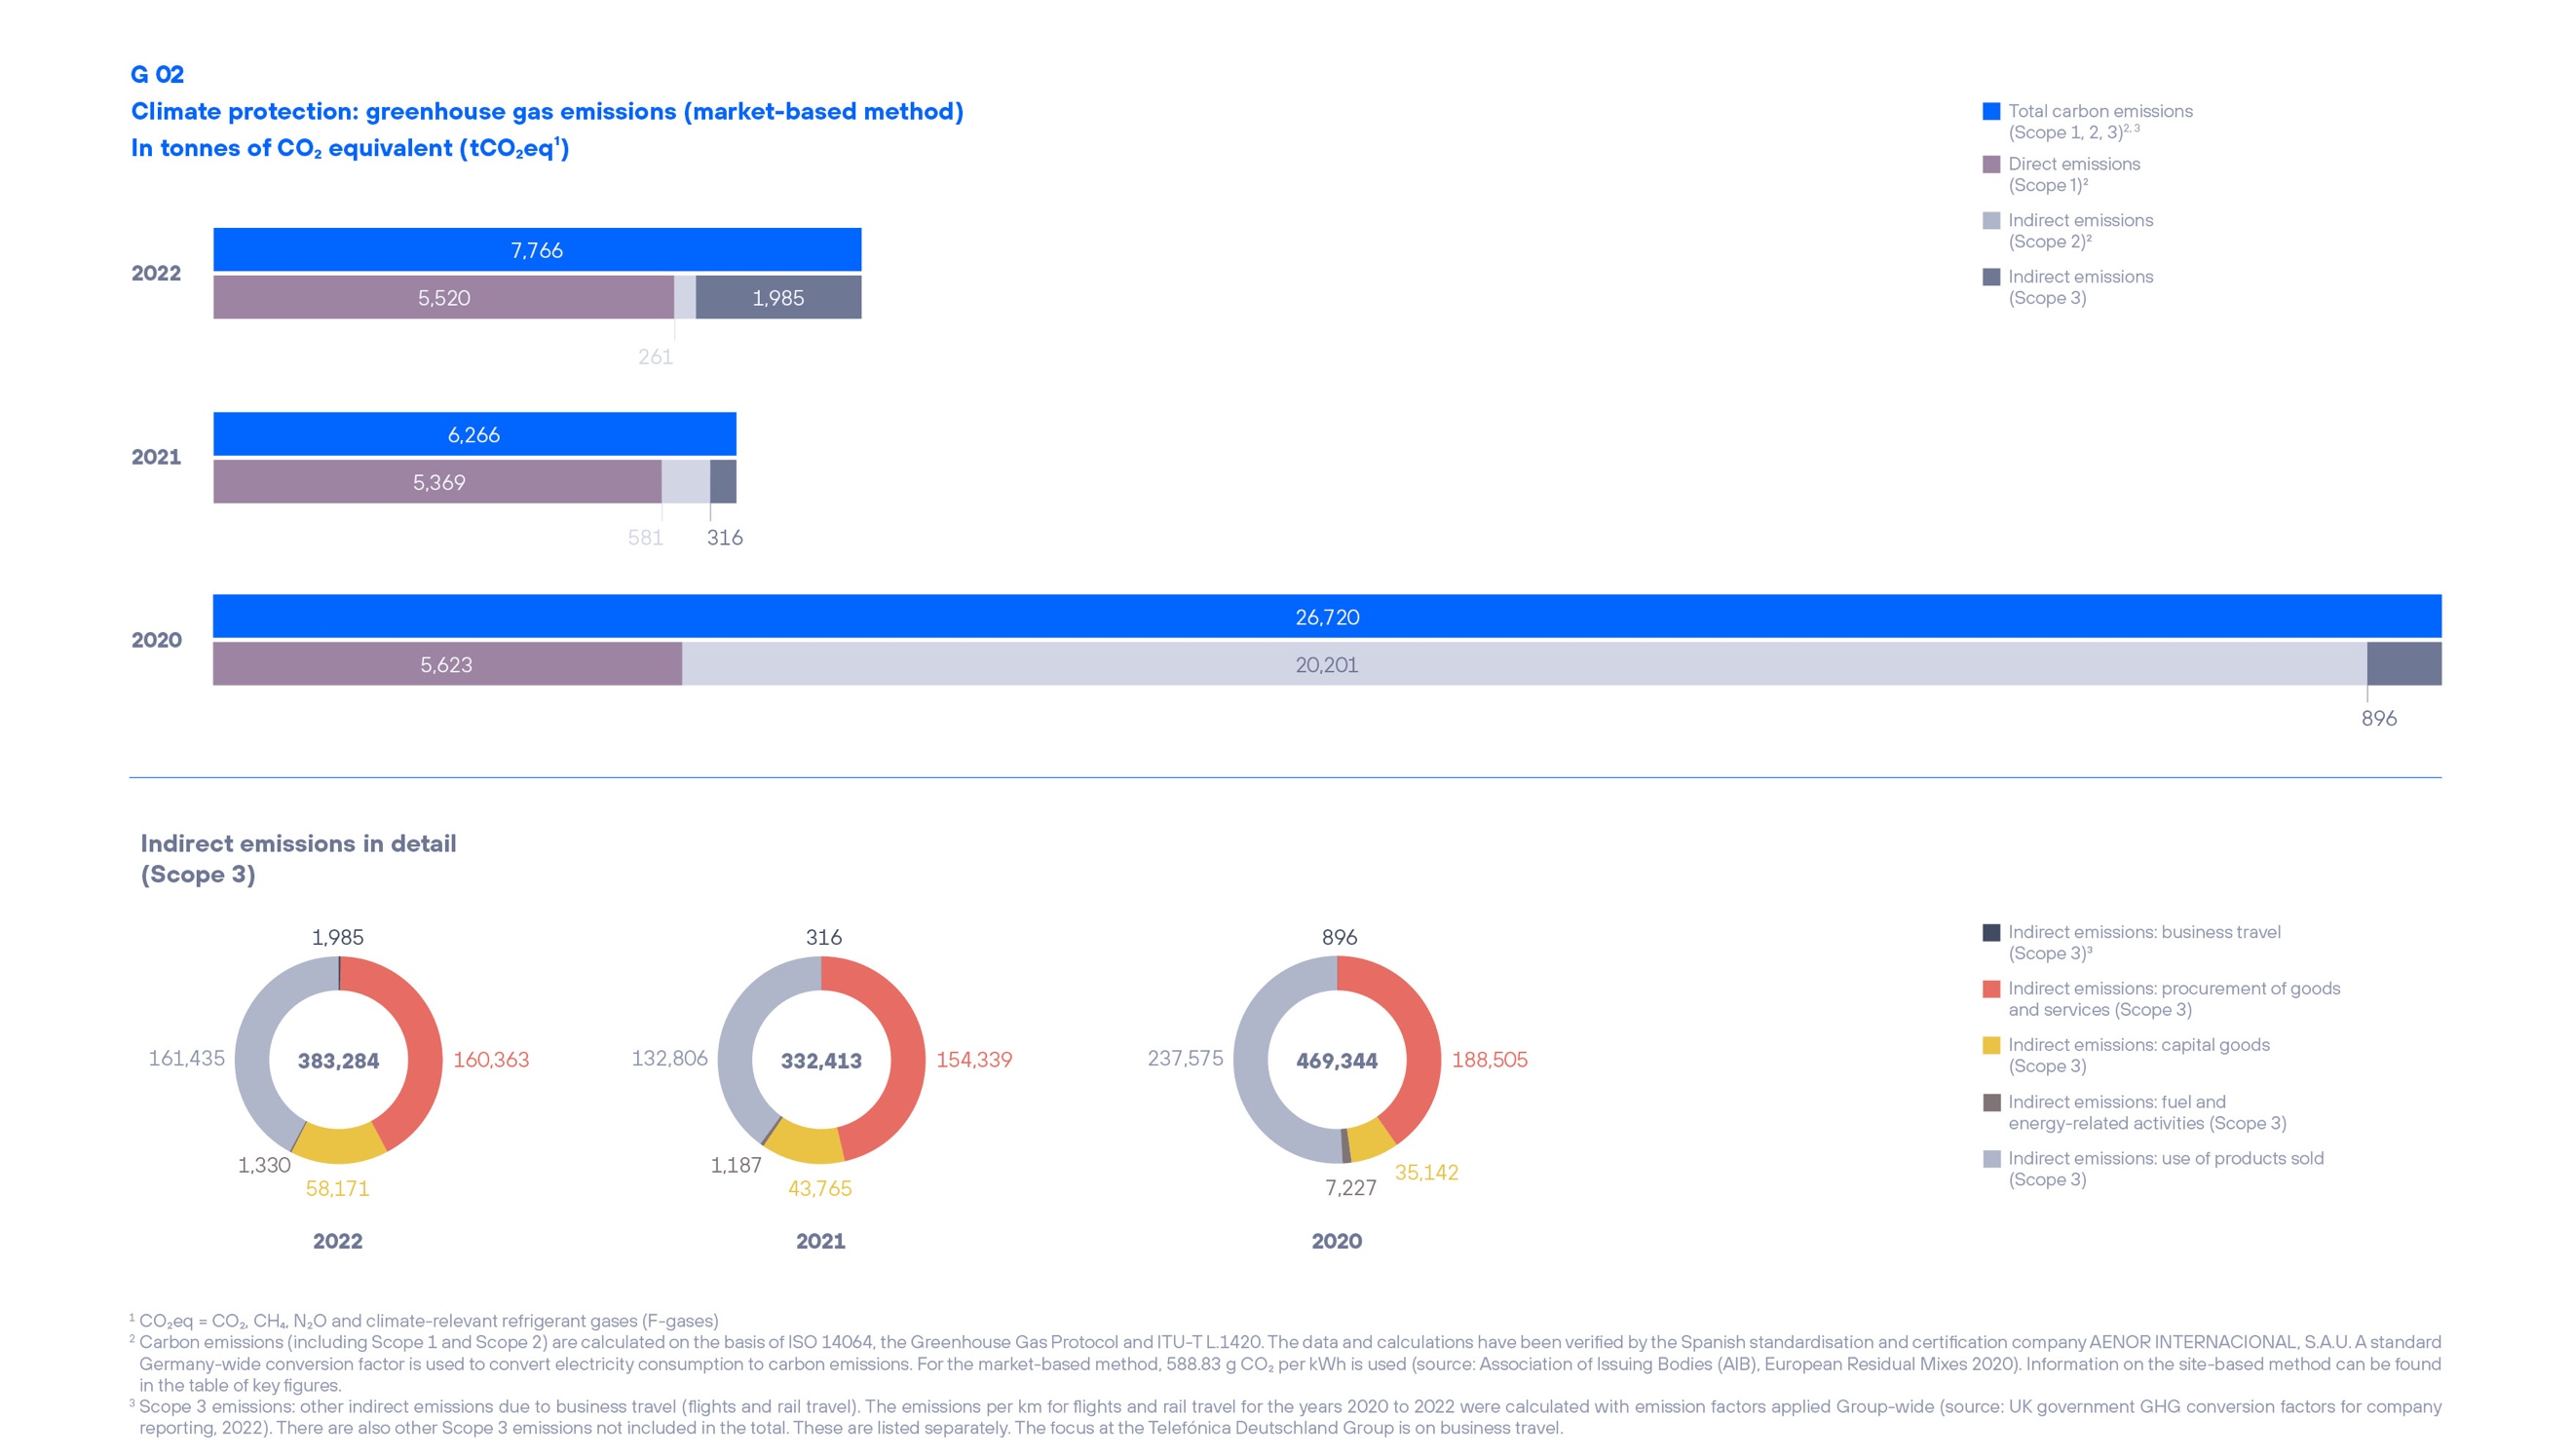 G 02
Climate protection: greenhouse gas emissions (market-based method)
In tonnes of CO₂ equivalent (tCO₂eq¹)
Total carbon emissions
(Scope 1, 2, 3)²,³
Direct emissions
(Scope 1)²
Indirect emissions
(Scope 2)²
Indirect emissions
(Scope 3)
2022
7,766
5,520
1,985
261
2021
6,266
5,369
581
316
2020
26,720
5,623
20,201
896
Indirect emissions in detail
(Scope 3)
1,985
161,435
383,284
160,363
1,330
58,171
2022
316
132,806
332,413
154,339
1,187
43,765
2021
896
237,575
469,344
188,505
7,227
35,142
2020
Indirect emissions: business travel
(Scope 3)³
Indirect emissions: procurement of goods
and services (Scope 3)
Indirect emissions: capital goods
(Scope 3)
Indirect emissions: fuel and
energy-related activities (Scope 3)
Indirect emissions: use of products sold
(Scope 3)
¹ CO₂eq = CO₂, CH₄, N₂O and climate-relevant refrigerant gases (F-gases)
² Carbon emissions (including Scope 1 and Scope 2) are calculated on the basis of ISO 14064, the Greenhouse Gas Protocol and ITU-T L.1420. The data and calculations have been verified by the Spanish standardisation and certification company AENOR INTERNACIONAL, S.A.U. A standard
Germany-wide conversion factor is used to convert electricity consumption to carbon emissions. For the market-based method, 588.83 g CO₂ per kWh is used (source: Association of Issuing Bodies (AIB), European Residual Mixes 2020). Information on the site-based method can be found
in the table of key figures.
³ Scope 3 emissions: other indirect emissions due to business travel (flights and rail travel). The emissions per km for flights and rail travel for the years 2020 to 2022 were calculated with emission factors applied Group-wide (source: UK government GHG conversion factors for company
reporting, 2022). There are also other Scope 3 emissions not included in the total. These are listed separately. The focus at the Telefónica Deutschland Group is on business travel.